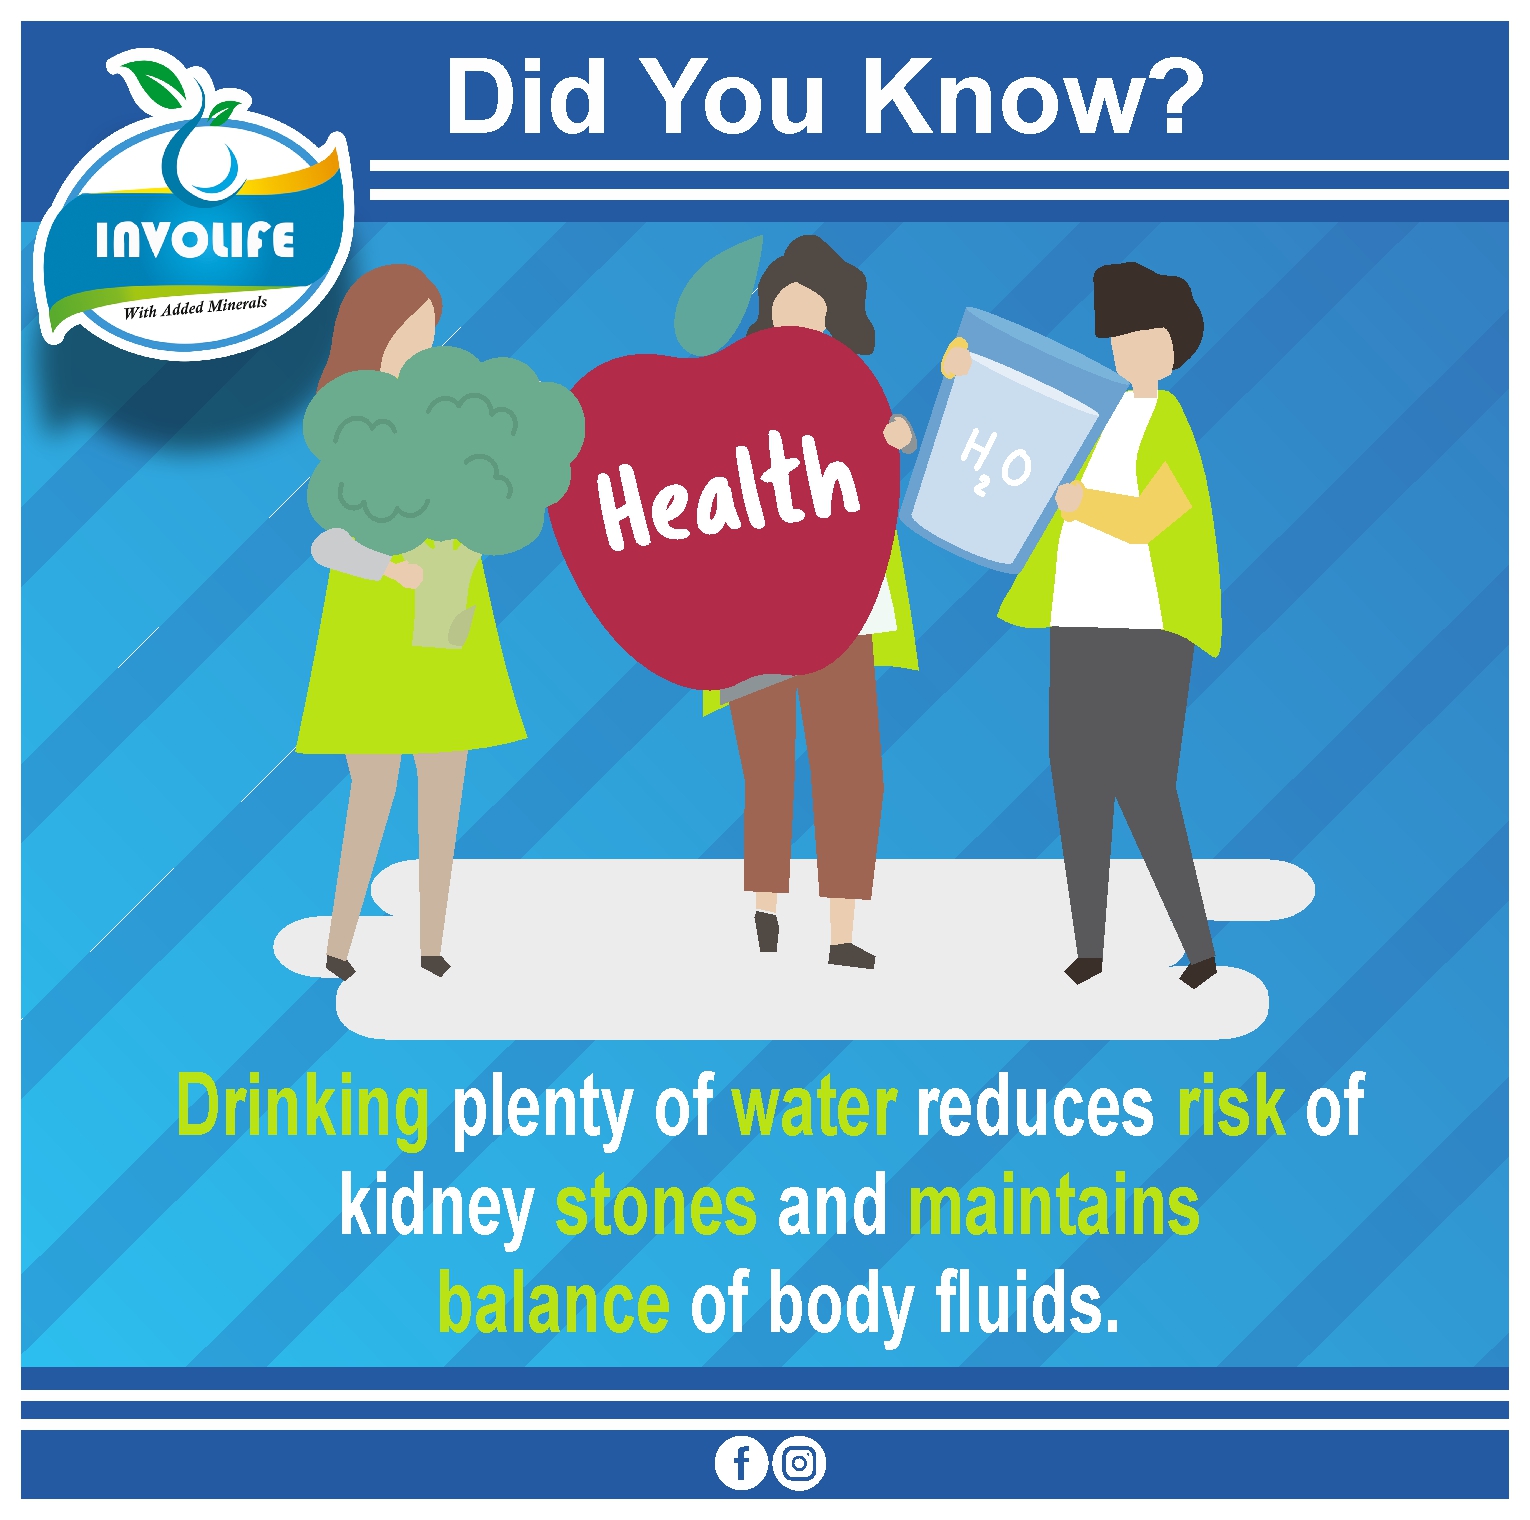 Did You Know?
INVOLIFE
With Added Minerals
Health
H2O
Drinking plenty of water reduces risk of
kidney stones and maintains
balance of body fluids.